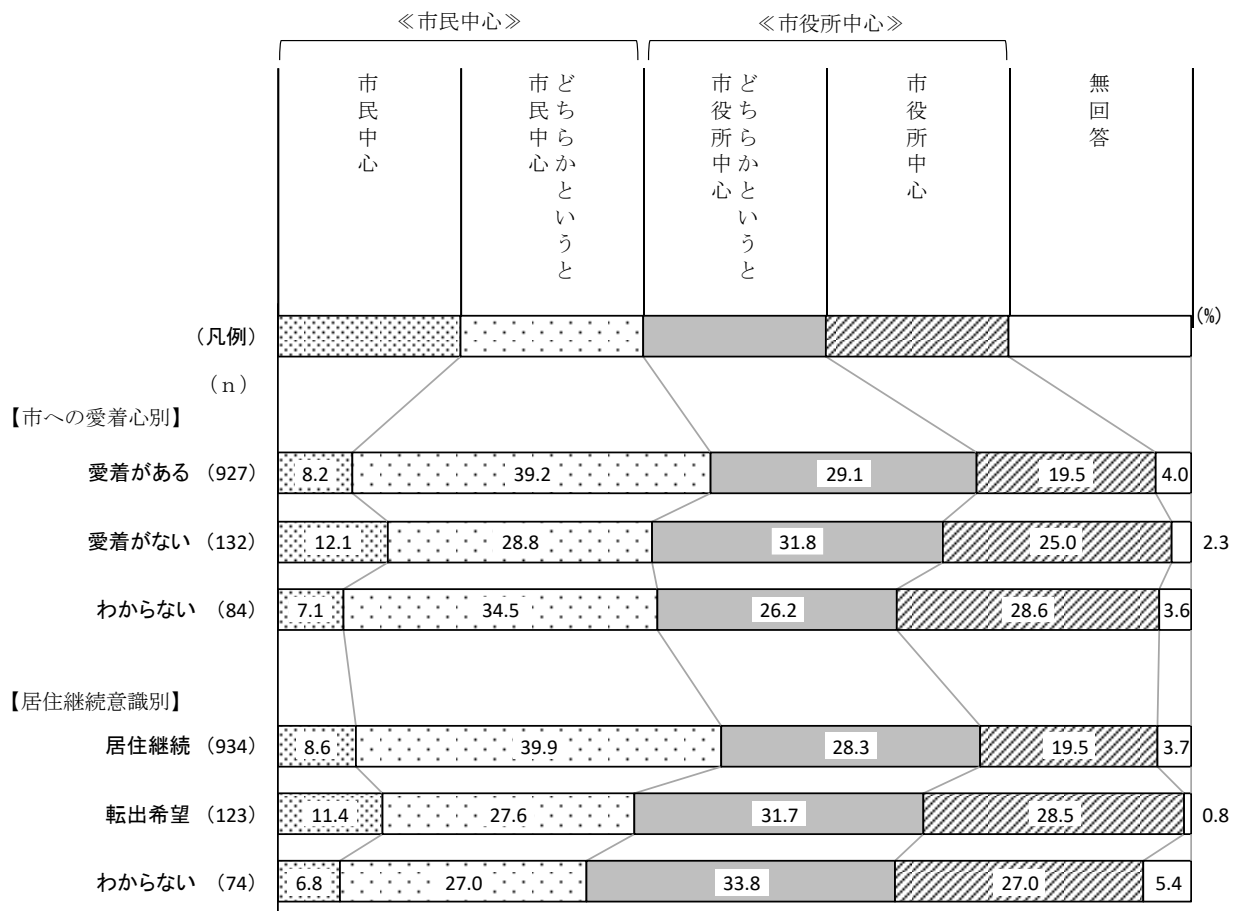 ≪市民中心≫ ≪市役所中心≫
市民中心
どちらかというと
市民中心
どちらかというと
市役所中心
市役所中心
無回答
(%)
(凡例)
(n)
【市への愛着心別】
愛着がある (927) 8.2 39.2 29.1 19.5 4.0
愛着がない (132) 12.1 28.8 31.8 25.0 2.3
わからない (84) 7.1 34.5 26.2 28.6 3.6
【居住継続意識別】
居住継続 (934) 8.6 39.9 28.3 19.5 3.7
転出希望 (123) 11.4 27.6 31.7 28.5 0.8
わからない (74) 6.8 27.0 33.8 27.0 5.4